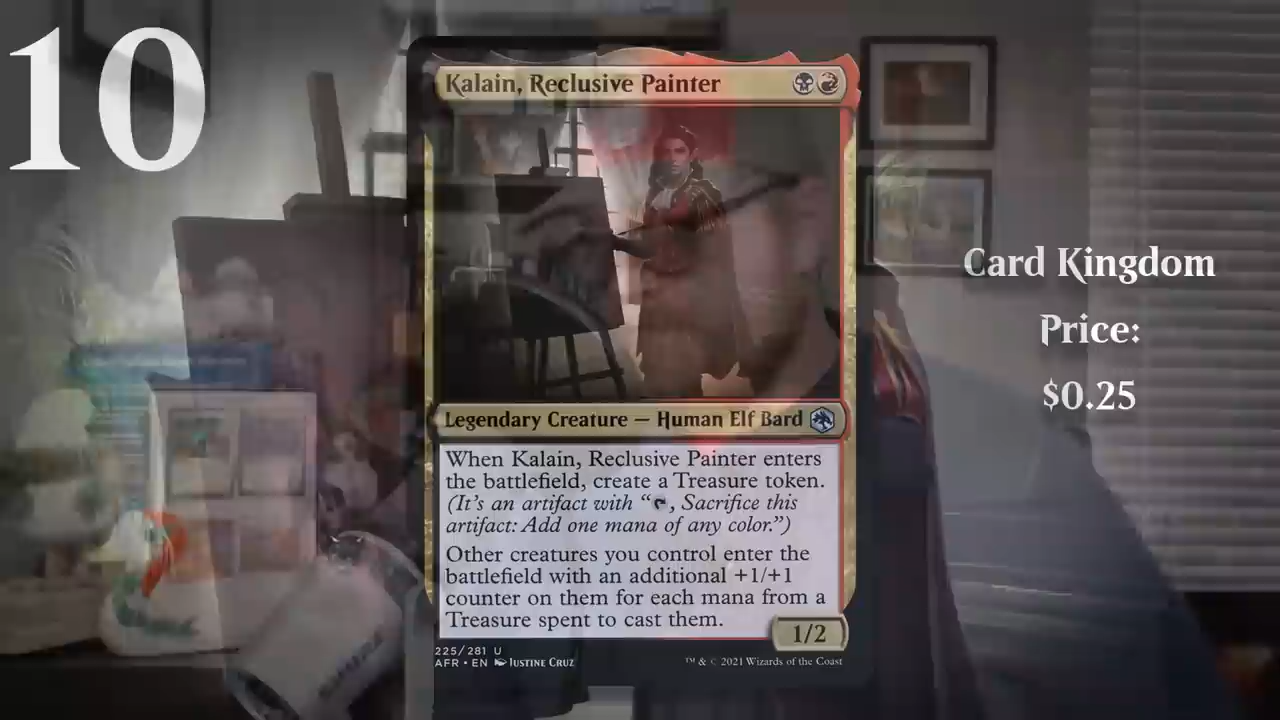 10
Kalain, Reclusive Painter
Card Kingdom
Price:
$0.25
Legendary Creature — Human Elf Bard
When Kalain, Reclusive Painter enters
the battlefield, create a Treasure token.
(It's an artifact with “, Sacrifice this
artifact: Add one mana of any color.”)
Other creatures you control enter the
battlefield with an additional +1/+1
counter on them for each mana from a
Treasure spent to cast them.
1/2
225/281 U
AFR • EN Justine Cruz
™ & © 2021 Wizards of the Coast